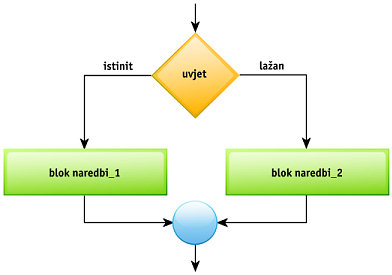 istinit
lažan
uvjet
blok naredbi_1
blok naredbi_2